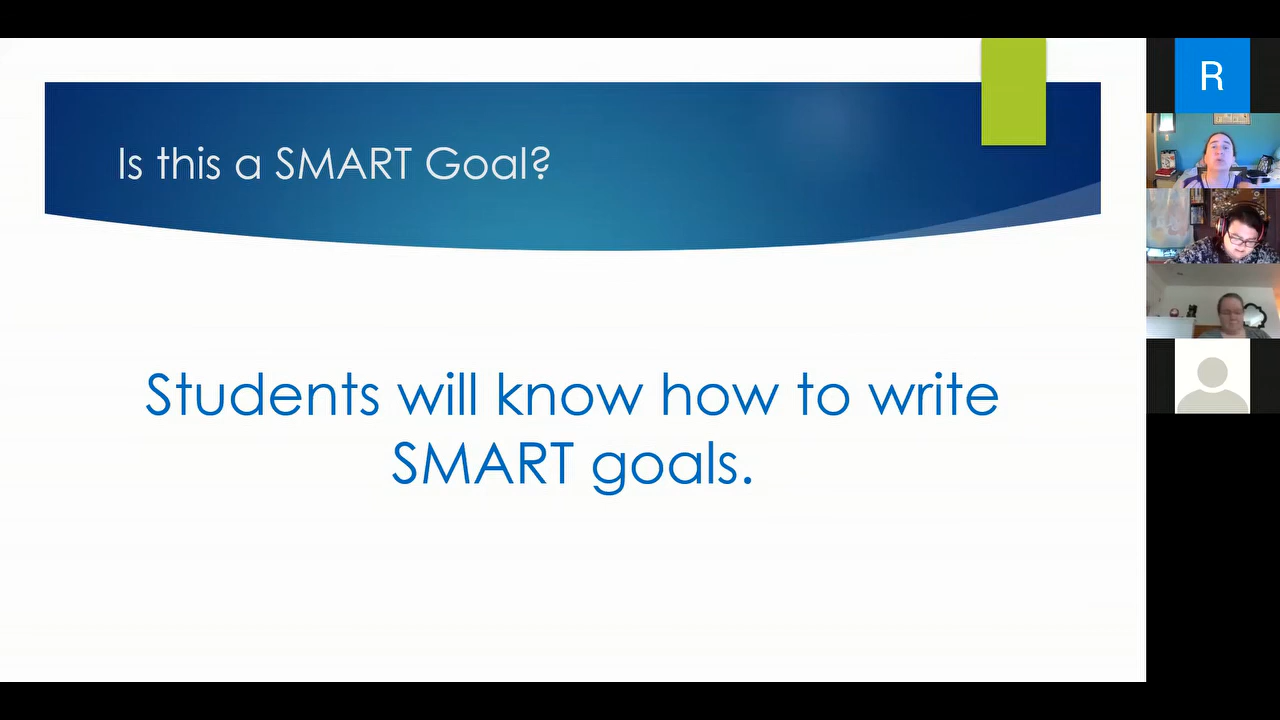 Is this a SMART Goal?
Students will know how to write
SMART goals.
R